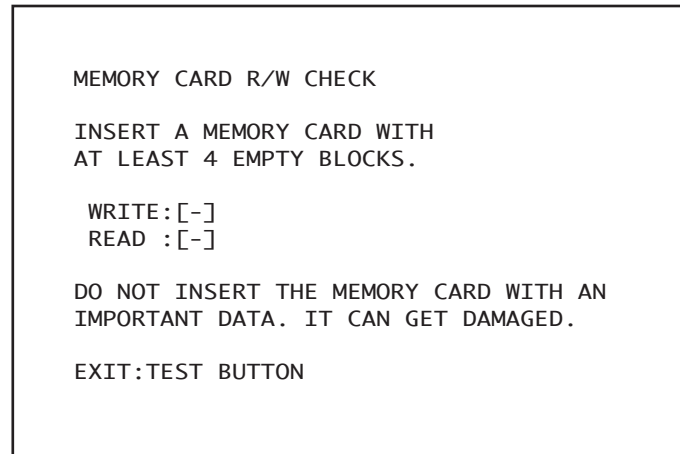 MEMORY CARD R/W CHECK
INSERT A MEMORY CARD WITH
AT LEAST 4 EMPTY BLOCKS.
WRITE:[-]
READ :[-]
DO NOT INSERT THE MEMORY CARD WITH AN
IMPORTANT DATA. IT CAN GET DAMAGED.
EXIT:TEST BUTTON